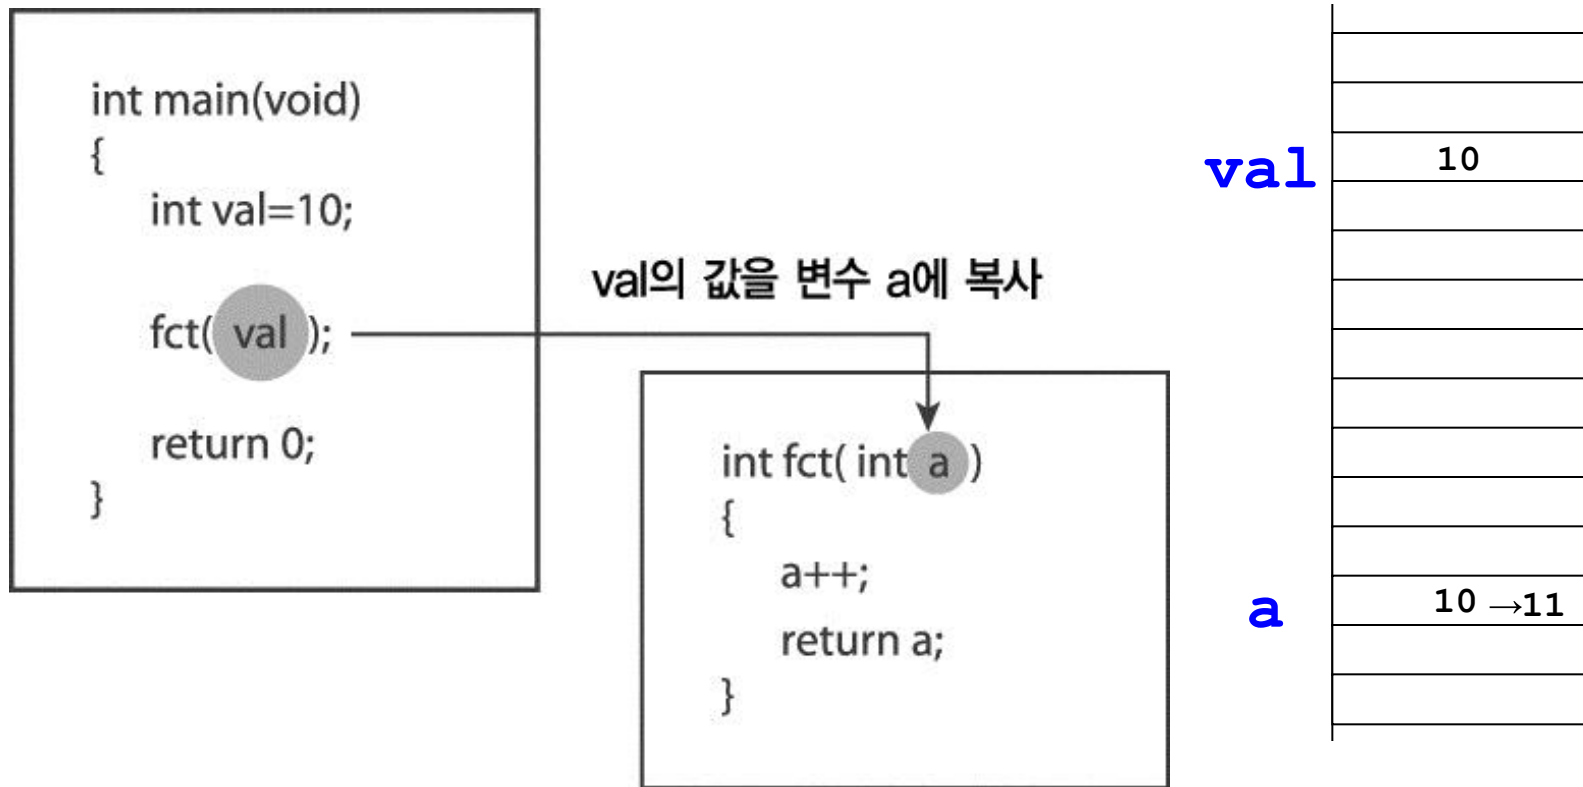 int main(void)
{
int val=10;
fct( val );
return 0;
}
val의 값을 변수 a에 복사
int fct( int a )
{
a++;
return a;
}
val 10
a 10 →11